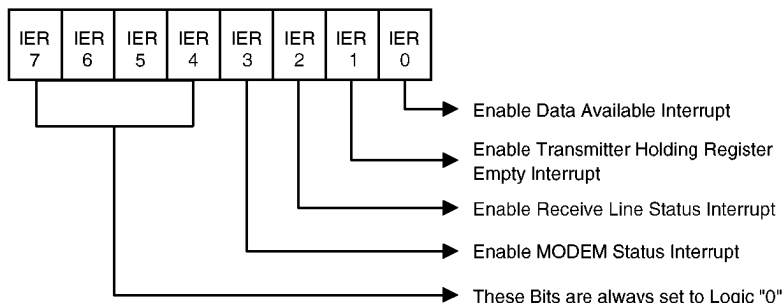 IER 7 IER 6 IER 5 IER 4 IER 3 IER 2 IER 1 IER 0
Enable Data Available Interrupt
Enable Transmitter Holding Register
Empty Interrupt
Enable Receive Line Status Interrupt
Enable MODEM Status Interrupt
These Bits are always set to Logic "0"